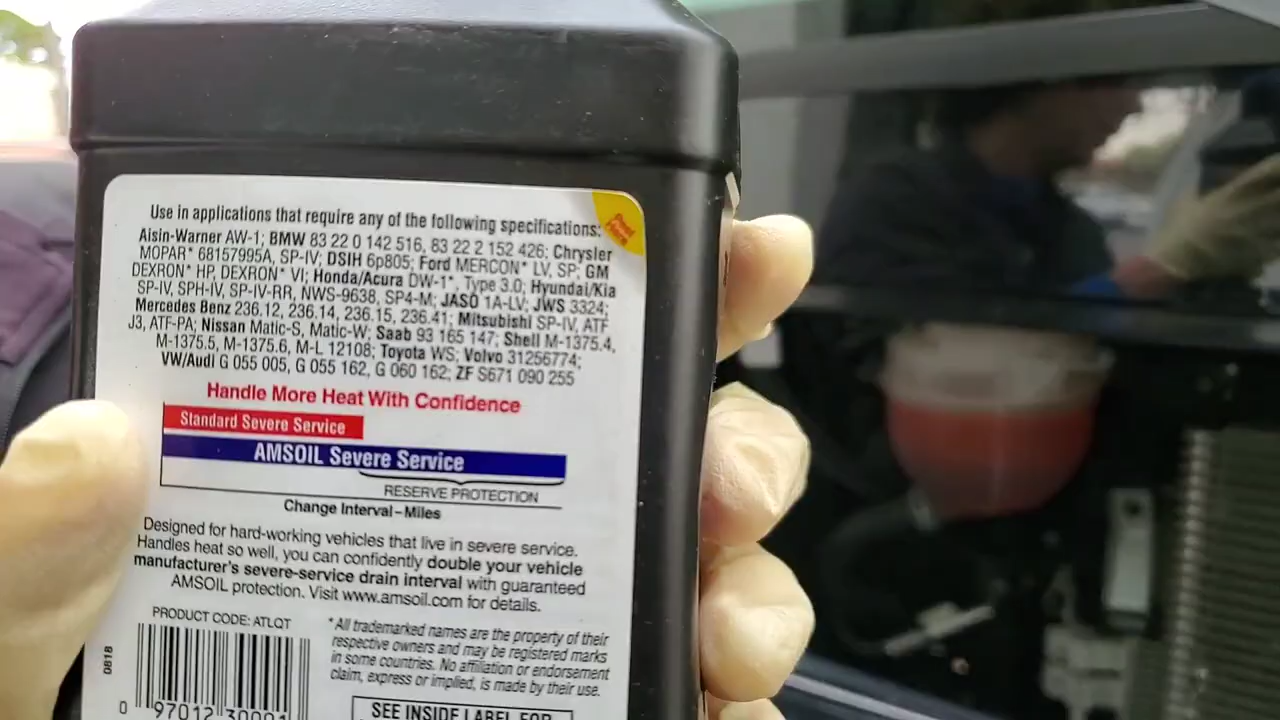 Use in applications that require any of the following specifications:
Peel Here
Aisin-Warner AW-1; BMW 83 22 0 142 516, 83 22 2 152 426; Chrysler
MOPAR* 68157995A, SP-IV; DSIH 6p805; Ford MERCON* LV, SP; GM
DEXRON* HP, DEXRON* VI; Honda/Acura DW-1*, Type 3.0; Hyundai/Kia
SP-IV, SPH-IV, SP-IV-RR, NWS-9638, SP4-M; JASO 1A-LV; JWS 3324;
Mercedes Benz 236.12, 236.14, 236.15, 236.41; Mitsubishi SP-IV, ATF
J3, ATF-PA; Nissan Matic-S, Matic-W; Saab 93 165 147; Shell M-1375.4,
M-1375.5, M-1375.6, M-L 12108; Toyota WS; Volvo 31256774;
VW/Audi G 055 005, G 055 162, G 060 162; ZF S671 090 255
Handle More Heat With Confidence
Standard Severe Service
AMSOIL Severe Service
RESERVE PROTECTION
Change Interval–Miles
Designed for hard-working vehicles that live in severe service.
Handles heat so well, you can confidently double your vehicle
manufacturer's severe-service drain interval with guaranteed
AMSOIL protection. Visit www.amsoil.com for details.
PRODUCT CODE: ATLQT
0818
0 97012 30001
*All trademarked names are the property of their
respective owners and may be registered marks
in some countries. No affiliation or endorsement
claim, express or implied, is made by their use.
SEE INSIDE LABEL FOR